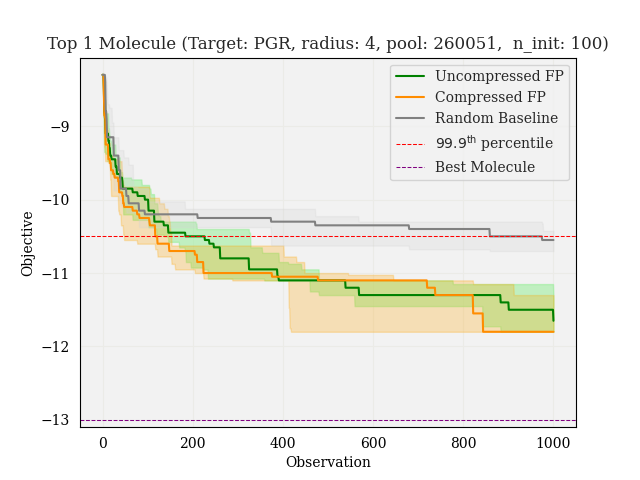 Top 1 Molecule (Target: PGR, radius: 4, pool: 260051,  n_init: 100)
Uncompressed FP
Compressed FP
Random Baseline
99.9th percentile
Best Molecule
Objective
−9
−10
−11
−12
−13
0 200 400 600 800 1000
Observation